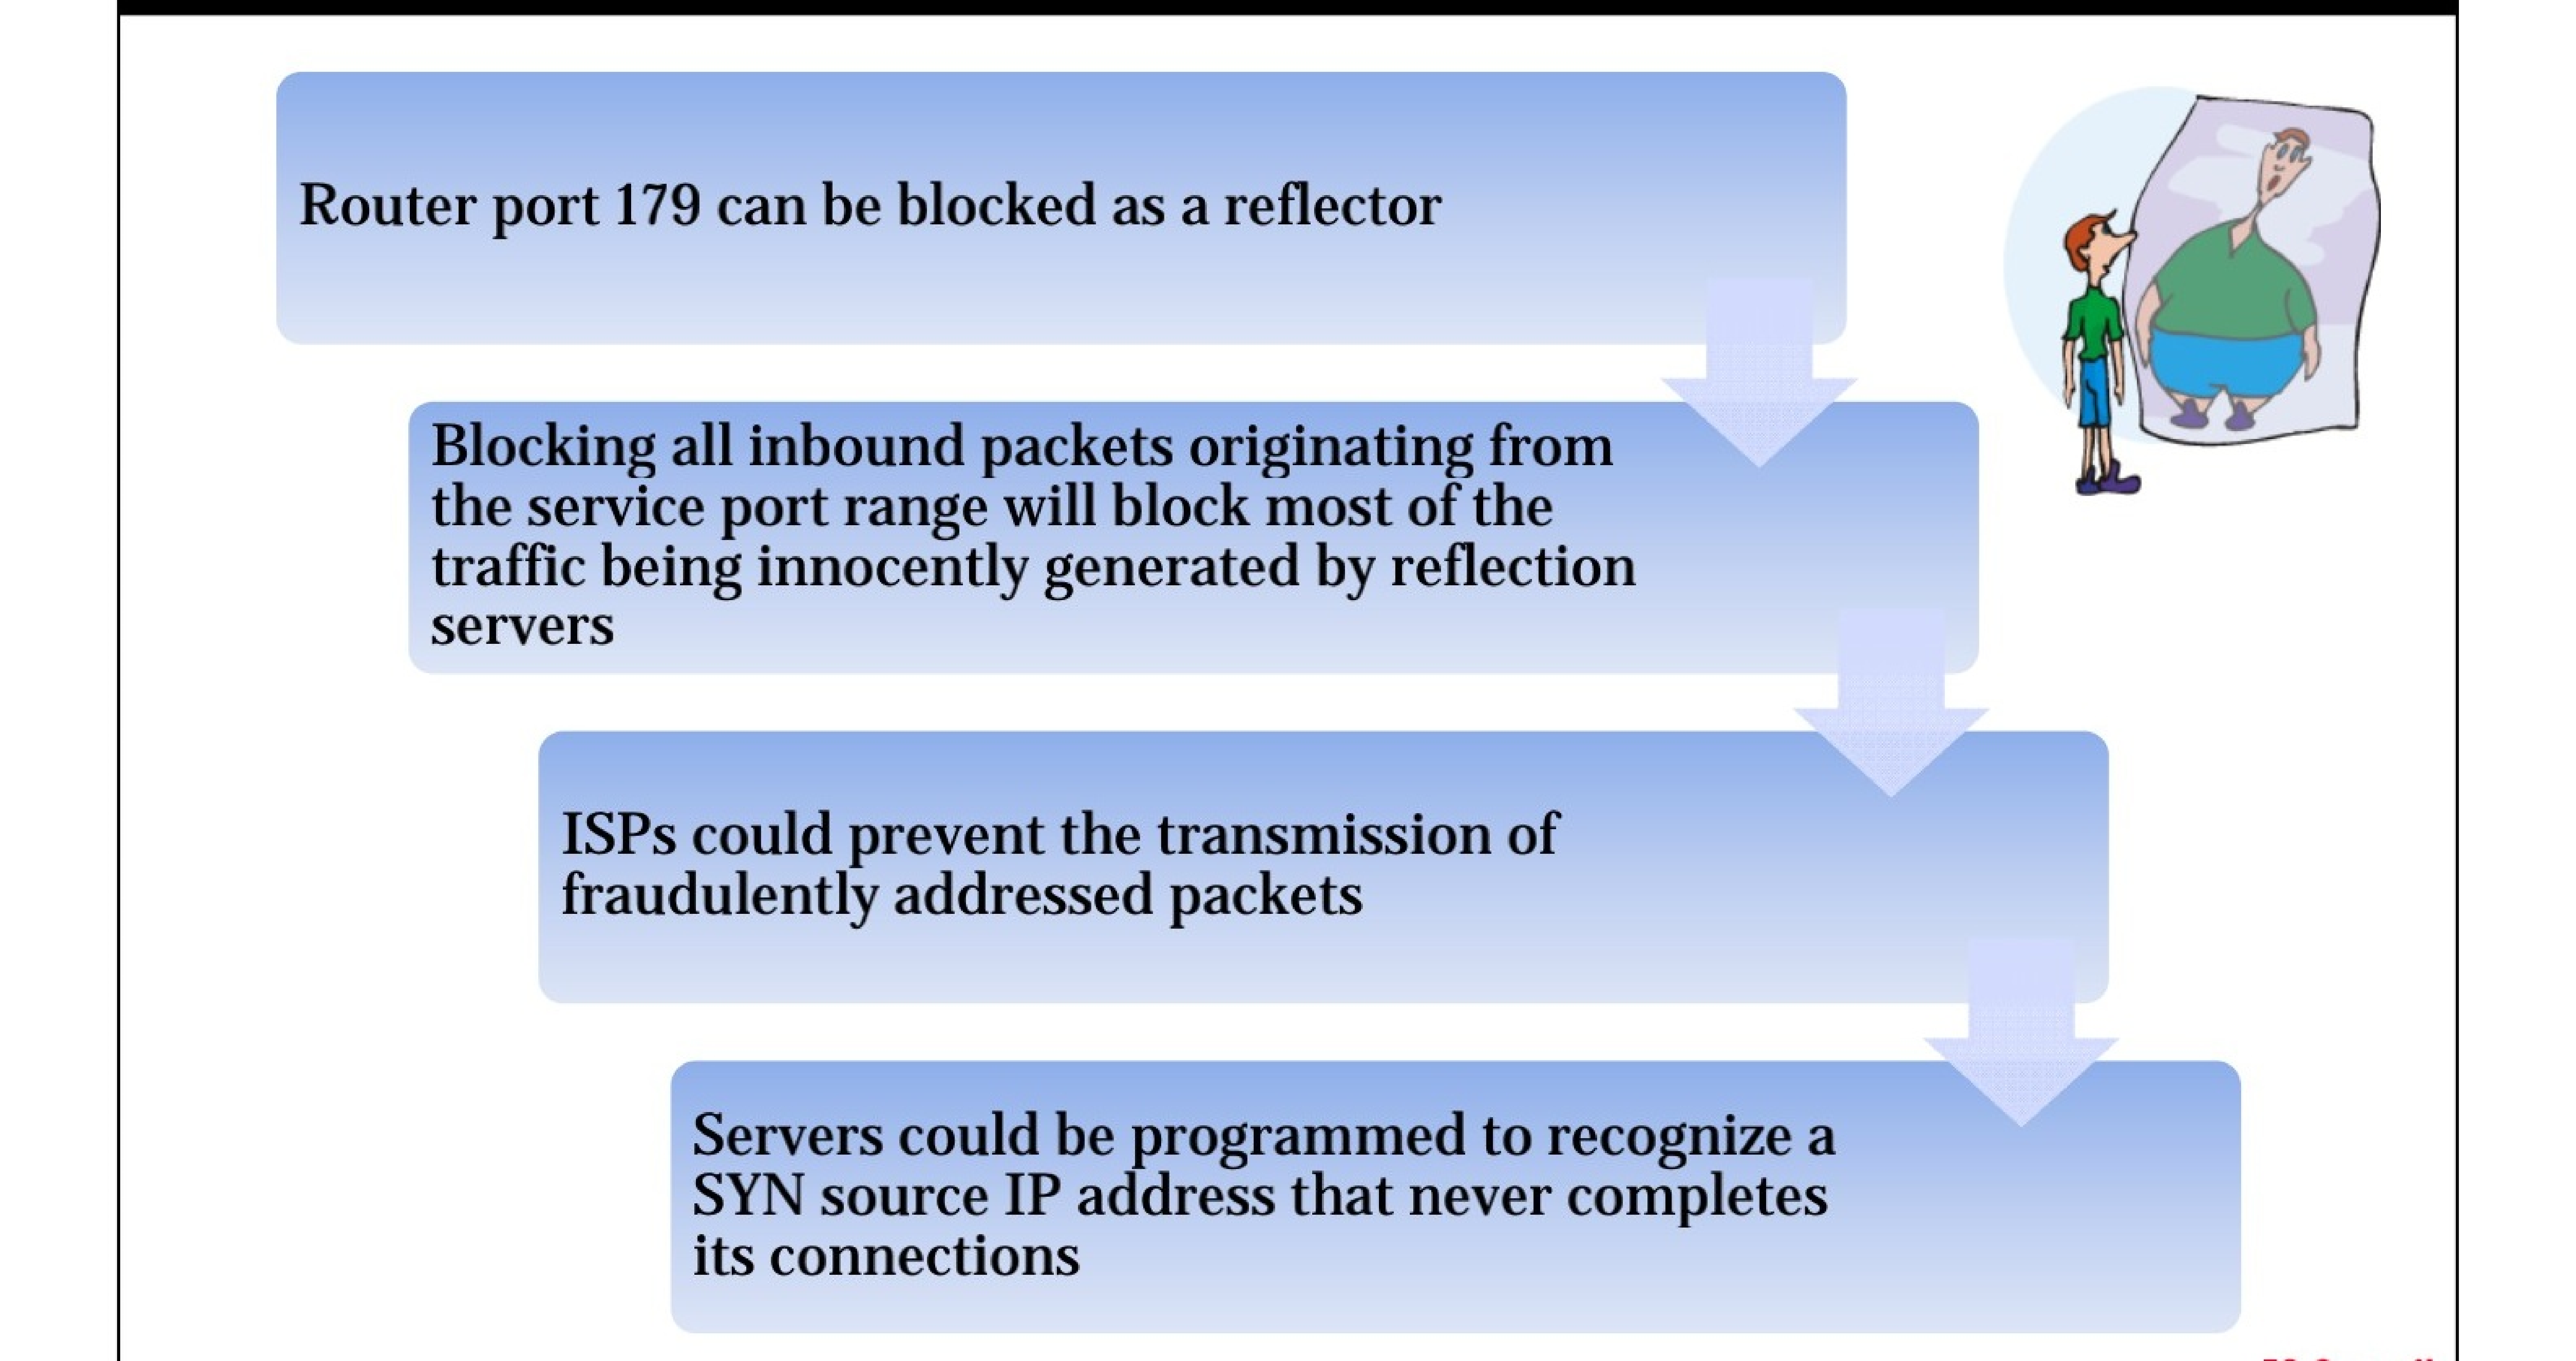 Router port 179 can be blocked as a reflector
Blocking all inbound packets originating from
the service port range will block most of the
traffic being innocently generated by reflection
servers
ISPs could prevent the transmission of
fraudulently addressed packets
Servers could be programmed to recognize a
SYN source IP address that never completes
its connections